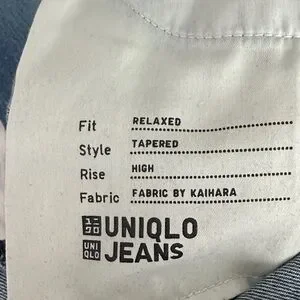 Fit RELAXED
Style TAPERED
Rise HIGH
Fabric FABRIC BY KAIHARA
ユニクロ UNIQLO
UNI QLO JEANS